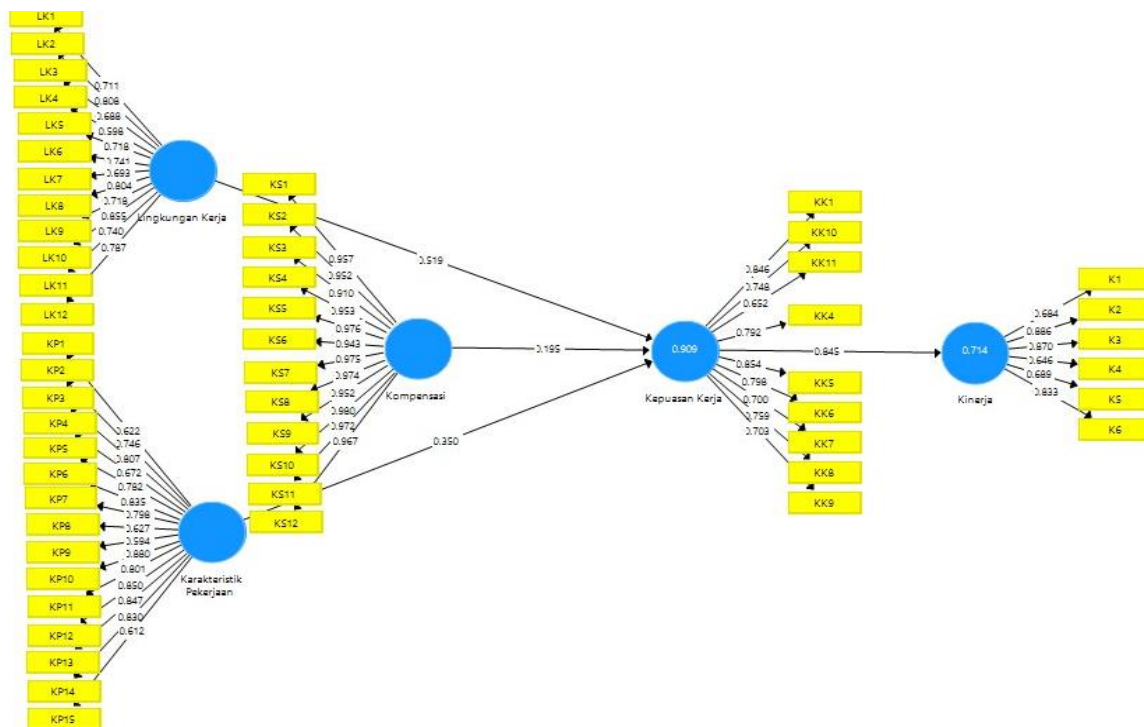 LK1
LK2
LK3
LK4
LK5
LK6
LK7
LK8
LK9
LK10
LK11
LK12
0.711
0.808
0.688
0.598
0.718
0.741
0.693
0.804
0.718
0.855
0.740
0.787
Lingkungan Kerja
KP1
KP2
KP3
KP4
KP5
KP6
KP7
KP8
KP9
KP10
KP11
KP12
KP13
KP14
KP15
0.622
0.746
0.807
0.672
0.782
0.835
0.798
0.627
0.594
0.880
0.801
0.850
0.847
0.830
0.612
Karakteristik
Pekerjaan
KS1
KS2
KS3
KS4
KS5
KS6
KS7
KS8
KS9
KS10
KS11
KS12
0.957
0.952
0.910
0.953
0.976
0.943
0.975
0.974
0.952
0.980
0.972
0.967
Kompensasi
0.519
0.195
0.350
0.909
Kepuasan Kerja
0.846
0.748
0.652
0.792
0.854
0.798
0.700
0.759
0.703
KK1
KK10
KK11
KK4
KK5
KK6
KK7
KK8
KK9
0.845
0.714
Kinerja
0.684
0.886
0.870
0.646
0.689
0.833
K1
K2
K3
K4
K5
K6